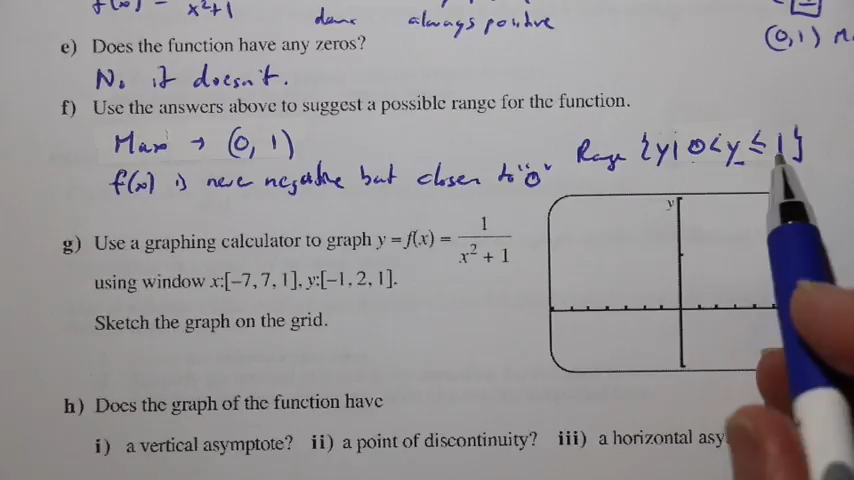 f(x) = x²+1 always positive
(0,1)
e) Does the function have any zeros?
No it doesn't.
f) Use the answers above to suggest a possible range for the function.
Max → (0, 1)
Range {y| 0<y ≤ 1}
f(x) is never negative but closer to "0"
g) Use a graphing calculator to graph y = f(x) = 1/(x² + 1)
using window x:[−7, 7, 1], y:[−1, 2, 1].
Sketch the graph on the grid.
y
h) Does the graph of the function have
i) a vertical asymptote? ii) a point of discontinuity? iii) a horizontal asy